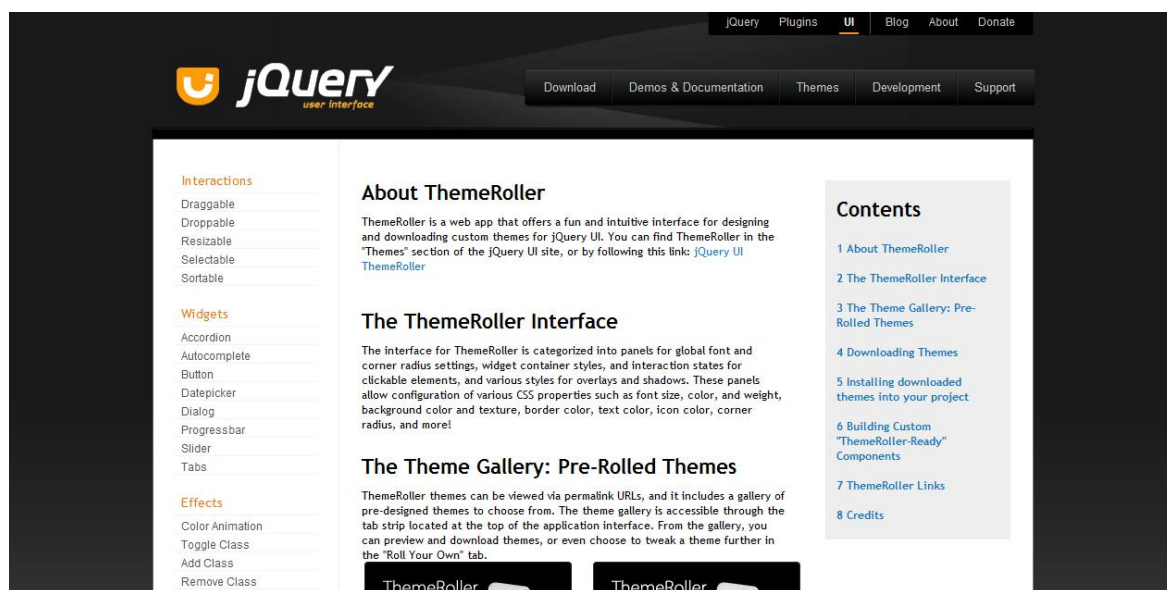 jQuery Plugins UI Blog About Donate
jQuery
user interface
Download Demos & Documentation Themes Development Support
Interactions
Draggable
Droppable
Resizable
Selectable
Sortable
Widgets
Accordion
Autocomplete
Button
Datepicker
Dialog
Progressbar
Slider
Tabs
Effects
Color Animation
Toggle Class
Add Class
Remove Class
About ThemeRoller
ThemeRoller is a web app that offers a fun and intuitive interface for designing
and downloading custom themes for jQuery UI. You can find ThemeRoller in the
"Themes" section of the jQuery UI site, or by following this link: jQuery UI
ThemeRoller
The ThemeRoller Interface
The interface for ThemeRoller is categorized into panels for global font and
corner radius settings, widget container styles, and interaction states for
clickable elements, and various styles for overlays and shadows. These panels
allow configuration of various CSS properties such as font size, color, and weight,
background color and texture, border color, text color, icon color, corner
radius, and more!
The Theme Gallery: Pre-Rolled Themes
ThemeRoller themes can be viewed via permalink URLs, and it includes a gallery of
pre-designed themes to choose from. The theme gallery is accessible through the
tab strip located at the top of the application interface. From the gallery, you
can preview and download themes, or even choose to tweak a theme further in
the "Roll Your Own" tab.
ThemeRoller ThemeRoller
Contents
1 About ThemeRoller
2 The ThemeRoller Interface
3 The Theme Gallery: Pre-
Rolled Themes
4 Downloading Themes
5 Installing downloaded
themes into your project
6 Building Custom
"ThemeRoller-Ready"
Components
7 ThemeRoller Links
8 Credits